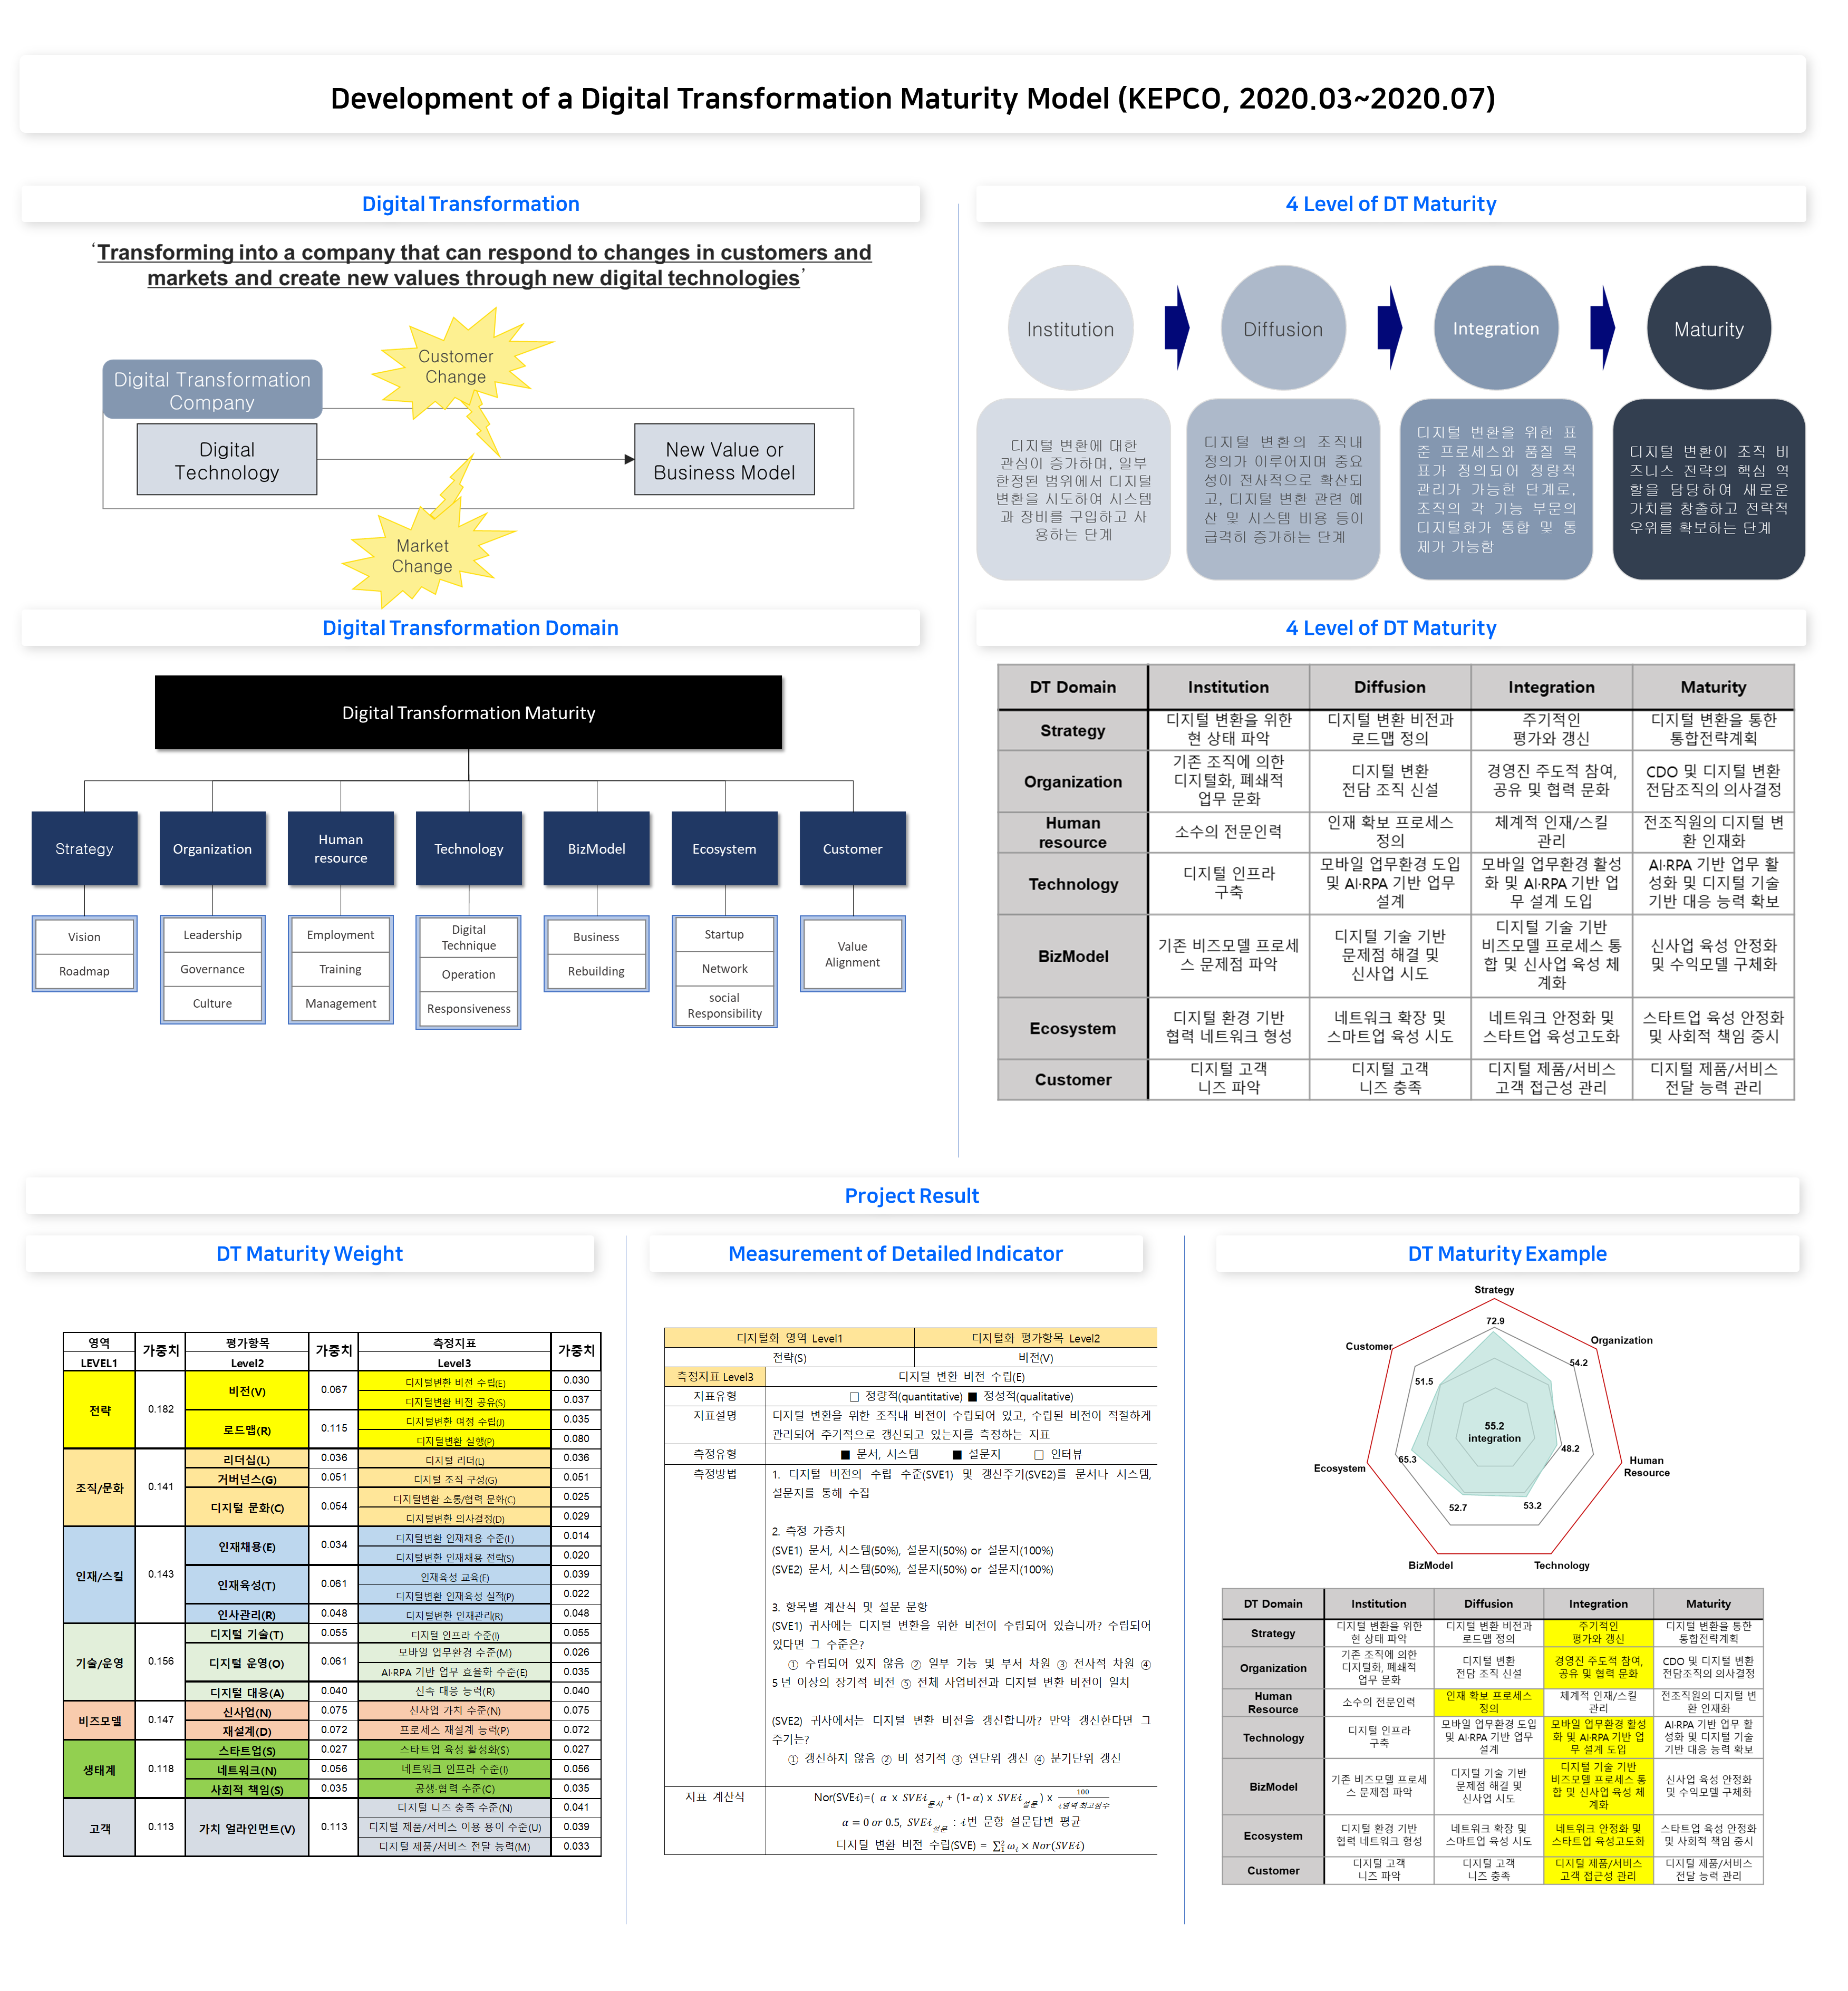 Development of a Digital Transformation Maturity Model (KEPCO, 2020.03~2020.07)
Digital Transformation
‘Transforming into a company that can respond to changes in customers and
markets and create new values through new digital technologies’
Customer
Change
Digital Transformation
Company
Digital
Technology
New Value or
Business Model
Market
Change
4 Level of DT Maturity
Institution
Diffusion
Integration
Maturity
디지털 변환에 대한
관심이 증가하며, 일부
한정된 범위에서 디지털
변환을 시도하여 시스템
과 장비를 구입하고 사
용하는 단계
디지털 변환의 조직내
정의가 이루어지며 중요
성이 전사적으로 확산되
고, 디지털 변환 관련 예
산 및 시스템 비용 등이
급격히 증가하는 단계
디지털 변환을 위한 표
준 프로세스와 품질 목
표가 정의되어 정량적
관리가 가능한 단계로,
조직의 각 기능 부문의
디지털화가 통합 및 통
제가 가능함
디지털 변환이 조직 비
즈니스 전략의 핵심 역
할을 담당하여 새로운
가치를 창출하고 전략적
우위를 확보하는 단계
Digital Transformation Domain
Digital Transformation Maturity
Strategy
Organization
Human
resource
Technology
BizModel
Ecosystem
Customer
Vision
Roadmap
Leadership
Governance
Culture
Employment
Training
Management
Digital
Technique
Operation
Responsiveness
Business
Rebuilding
Startup
Network
social
Responsibility
Value
Alignment
4 Level of DT Maturity
DT Domain Institution Diffusion Integration Maturity
Strategy
디지털 변환을 위한
현 상태 파악
디지털 변환 비전과
로드맵 정의
주기적인
평가와 갱신
디지털 변환을 통한
통합전략계획
Organization
기존 조직에 의한
디지털화, 폐쇄적
업무 문화
디지털 변환
전담 조직 신설
경영진 주도적 참여,
공유 및 협력 문화
CDO 및 디지털 변환
전담조직의 의사결정
Human
resource
소수의 전문인력
인재 확보 프로세스
정의
체계적 인재/스킬
관리
전조직원의 디지털 변
환 인재화
Technology
디지털 인프라
구축
모바일 업무환경 도입
및 AI·RPA 기반 업무
설계
모바일 업무환경 활성
화 및 AI·RPA 기반 업
무 설계 도입
AI·RPA 기반 업무 활
성화 및 디지털 기술
기반 대응 능력 확보
BizModel
기존 비즈모델 프로세
스 문제점 파악
디지털 기술 기반
문제점 해결 및
신사업 시도
디지털 기술 기반
비즈모델 프로세스 통
합 및 신사업 육성 체
계화
신사업 육성 안정화
및 수익모델 구체화
Ecosystem
디지털 환경 기반
협력 네트워크 형성
네트워크 확장 및
스마트업 육성 시도
네트워크 안정화 및
스타트업 육성고도화
스타트업 육성 안정화
및 사회적 책임 중시
Customer
디지털 고객
니즈 파악
디지털 고객
니즈 충족
디지털 제품/서비스
고객 접근성 관리
디지털 제품/서비스
전달 능력 관리
Project Result
DT Maturity Weight
영역 가중치 평가항목 가중치 측정지표 가중치
LEVEL1 Level2 Level3
전략 0.182 비전(V) 0.067 디지털변환 비전 수립(E) 0.030
디지털변환 비전 공유(S) 0.037
로드맵(R) 0.115 디지털변환 여정 수립(J) 0.035
디지털변환 실행(P) 0.080
조직/문화 0.141 리더십(L) 0.036 디지털 리더(L) 0.036
거버넌스(G) 0.051 디지털 조직 구성(G) 0.051
디지털 문화(C) 0.054 디지털변환 소통/협력 문화(C) 0.025
디지털변환 의사결정(D) 0.029
인재/스킬 0.143 인재채용(E) 0.034 디지털변환 인재채용 수준(L) 0.014
디지털변환 인재채용 전략(S) 0.020
인재육성(T) 0.061 인재육성 교육(E) 0.039
디지털변환 인재육성 실적(P) 0.022
인사관리(R) 0.048 디지털변환 인재관리(R) 0.048
기술/운영 0.156 디지털 기술(T) 0.055 디지털 인프라 수준(I) 0.055
디지털 운영(O) 0.061 모바일 업무환경 수준(M) 0.026
AI·RPA 기반 업무 효율화 수준(E) 0.035
디지털 대응(A) 0.040 신속 대응 능력(R) 0.040
비즈모델 0.147 신사업(N) 0.075 신사업 가치 수준(N) 0.075
재설계(D) 0.072 프로세스 재설계 능력(P) 0.072
생태계 0.118 스타트업(S) 0.027 스타트업 육성 활성화(S) 0.027
네트워크(N) 0.056 네트워크 인프라 수준(I) 0.056
사회적 책임(S) 0.035 공생·협력 수준(C) 0.035
고객 0.113 가치 얼라인먼트(V) 0.113 디지털 니즈 충족 수준(N) 0.041
디지털 제품/서비스 이용 용이 수준(U) 0.039
디지털 제품/서비스 전달 능력(M) 0.033
Measurement of Detailed Indicator
디지털화 영역 Level1 디지털화 평가항목 Level2
전략(S) 비전(V)
측정지표 Level3 디지털 변환 비전 수립(E)
지표유형 □ 정량적(quantitative) ■ 정성적(qualitative)
지표설명 디지털 변환을 위한 조직내 비전이 수립되어 있고, 수립된 비전이 적절하게
관리되어 주기적으로 갱신되고 있는지를 측정하는 지표
측정유형 ■ 문서, 시스템 ■ 설문지 □ 인터뷰
측정방법 1. 디지털 비전의 수립 수준(SVE1) 및 갱신주기(SVE2)를 문서나 시스템,
설문지를 통해 수집
2. 측정 가중치
(SVE1) 문서, 시스템(50%), 설문지(50%) or 설문지(100%)
(SVE2) 문서, 시스템(50%), 설문지(50%) or 설문지(100%)
3. 항목별 계산식 및 설문 문항
(SVE1) 귀사에는 디지털 변환을 위한 비전이 수립되어 있습니까? 수립되어
있다면 그 수준은?
① 수립되어 있지 않음 ② 일부 기능 및 부서 차원 ③ 전사적 차원 ④
5년 이상의 장기적 비전 ⑤ 전체 사업비전과 디지털 변환 비전이 일치
(SVE2) 귀사에서는 디지털 변환 비전을 갱신합니까? 만약 갱신한다면 그
주기는?
① 갱신하지 않음 ② 비 정기적 ③ 연단위 갱신 ④ 분기단위 갱신
지표 계산식 Nor(SVEi)=( α x SVEi문서 + (1- α) x SVEi설문 ) x 100/i영역 최고점수
α = 0 or 0.5, SVEi설문 : i번 문항 설문답변 평균
디지털 변환 비전 수립(SVE) = ∑₁² ωi × Nor(SVEi)
DT Maturity Example
Strategy
72.9
Customer
Organization
54.2
51.5
55.2
integration
48.2
65.3
Ecosystem
Human
Resource
52.7
53.2
BizModel
Technology
DT Domain Institution Diffusion Integration Maturity
Strategy
디지털 변환을 위한
현 상태 파악
디지털 변환 비전과
로드맵 정의
주기적인
평가와 갱신
디지털 변환을 통한
통합전략계획
Organization
기존 조직에 의한
디지털화, 폐쇄적
업무 문화
디지털 변환
전담 조직 신설
경영진 주도적 참여,
공유 및 협력 문화
CDO 및 디지털 변환
전담조직의 의사결정
Human
Resource
소수의 전문인력
인재 확보 프로세스
정의
체계적 인재/스킬
관리
전조직원의 디지털 변
환 인재화
Technology
디지털 인프라
구축
모바일 업무환경 도입
및 AI·RPA 기반 업무
설계
모바일 업무환경 활성
화 및 AI·RPA 기반 업
무 설계 도입
AI·RPA 기반 업무 활
성화 및 디지털 기술
기반 대응 능력 확보
BizModel
기존 비즈모델 프로세
스 문제점 파악
디지털 기술 기반
문제점 해결 및
신사업 시도
디지털 기술 기반
비즈모델 프로세스 통
합 및 신사업 육성 체
계화
신사업 육성 안정화
및 수익모델 구체화
Ecosystem
디지털 환경 기반
협력 네트워크 형성
네트워크 확장 및
스마트업 육성 시도
네트워크 안정화 및
스타트업 육성고도화
스타트업 육성 안정화
및 사회적 책임 중시
Customer
디지털 고객
니즈 파악
디지털 고객
니즈 충족
디지털 제품/서비스
고객 접근성 관리
디지털 제품/서비스
전달 능력 관리